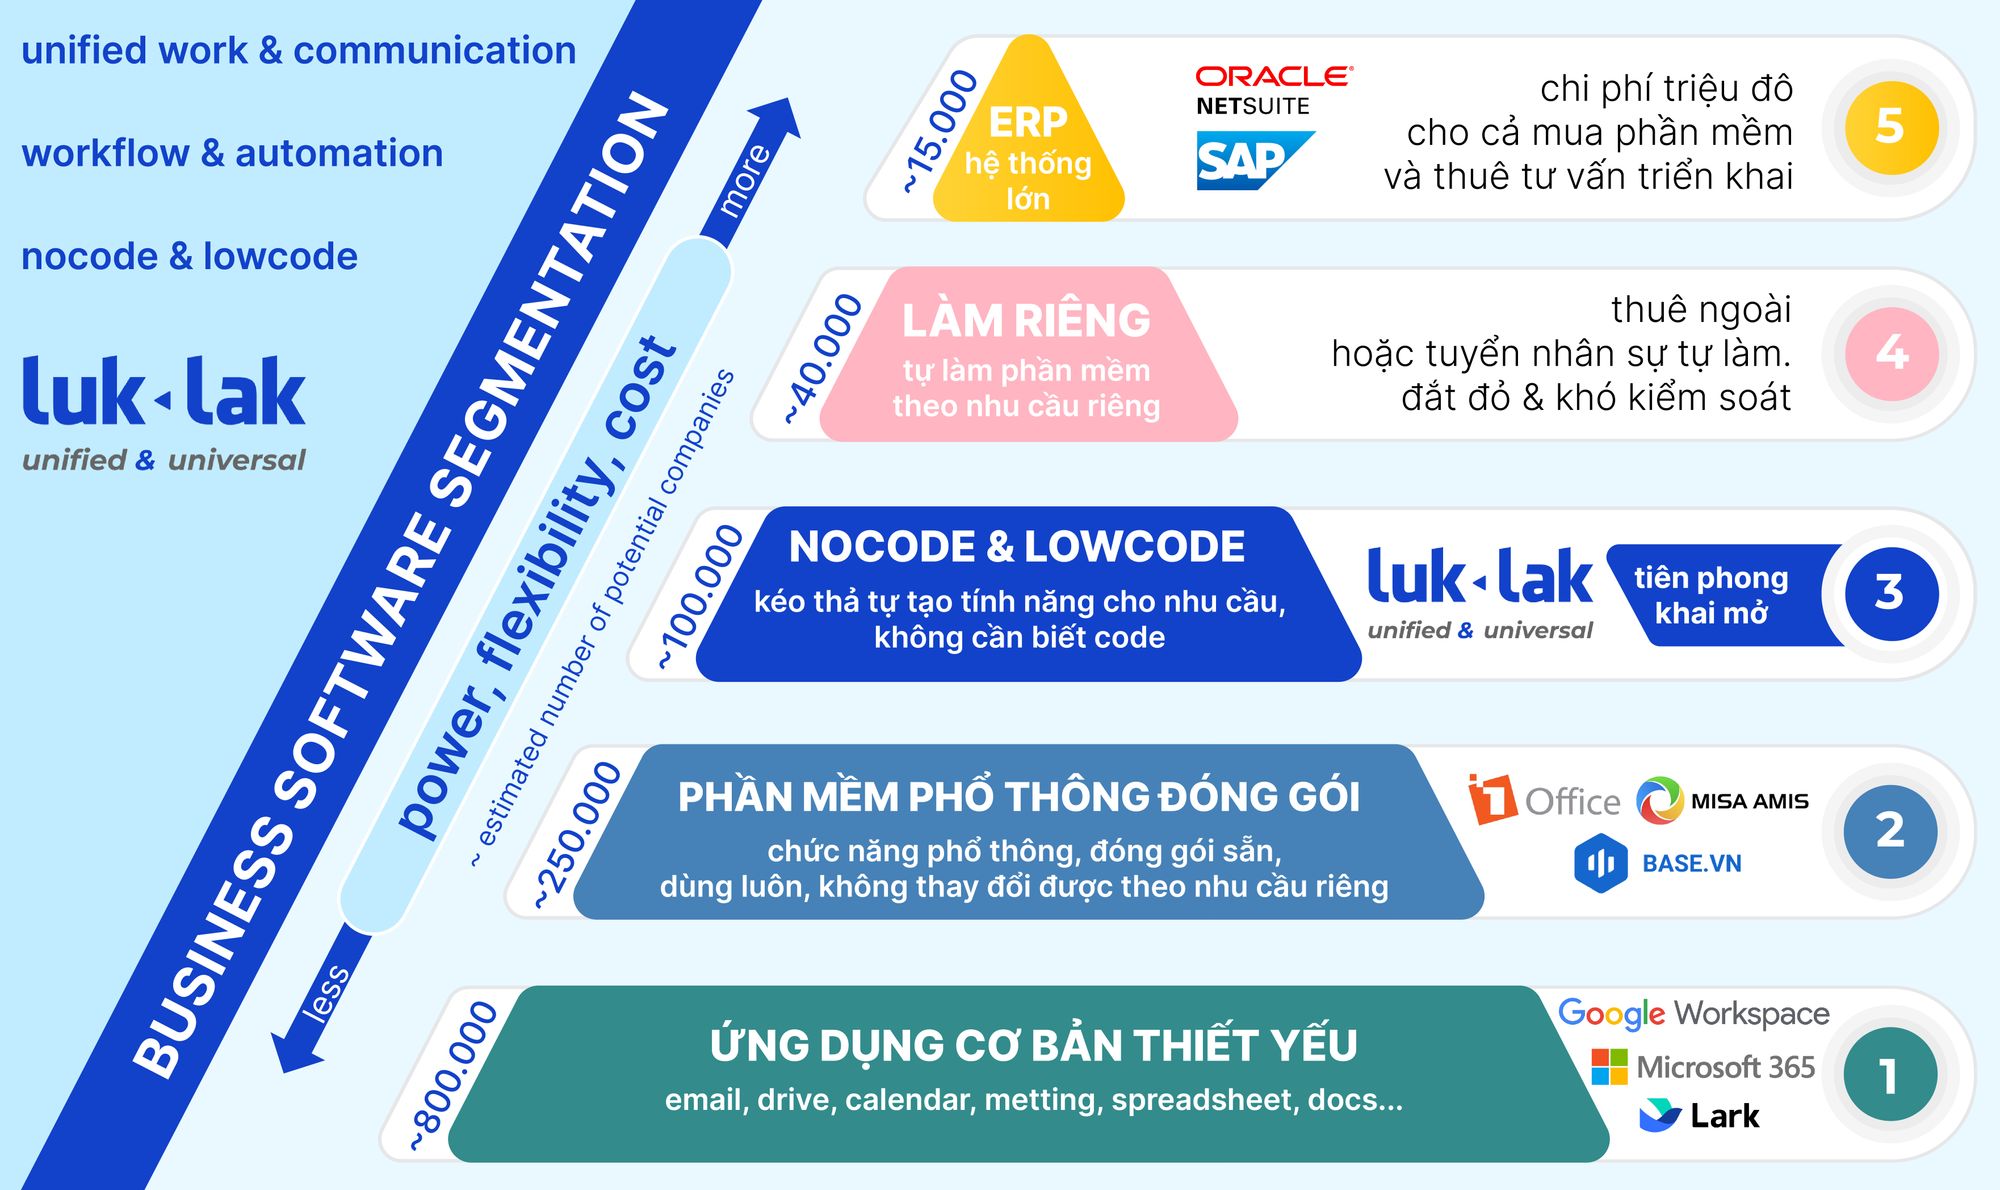 unified work & communication
workflow & automation
nocode & lowcode
luk lak
unified & universal
BUSINESS SOFTWARE SEGMENTATION
more
power, flexibility, cost
less
~ estimated number of potential companies
~15.000
ERP
hệ thống
lớn
ORACLE®
NETSUITE
SAP
chi phí triệu đô
cho cả mua phần mềm
và thuê tư vấn triển khai
5
~40.000
LÀM RIÊNG
tự làm phần mềm
theo nhu cầu riêng
thuê ngoài
hoặc tuyển nhân sự tự làm.
đắt đỏ & khó kiểm soát
4
~100.000
NOCODE & LOWCODE
kéo thả tự tạo tính năng cho nhu cầu,
không cần biết code
luk lak
unified & universal
tiên phong
khai mở
3
~250.000
PHẦN MỀM PHỔ THÔNG ĐÓNG GÓI
chức năng phổ thông, đóng gói sẵn,
dùng luôn, không thay đổi được theo nhu cầu riêng
1 Office
MISA AMIS
BASE.VN
2
~800.000
ỨNG DỤNG CƠ BẢN THIẾT YẾU
email, drive, calendar, metting, spreadsheet, docs...
Google Workspace
Microsoft 365
Lark
1